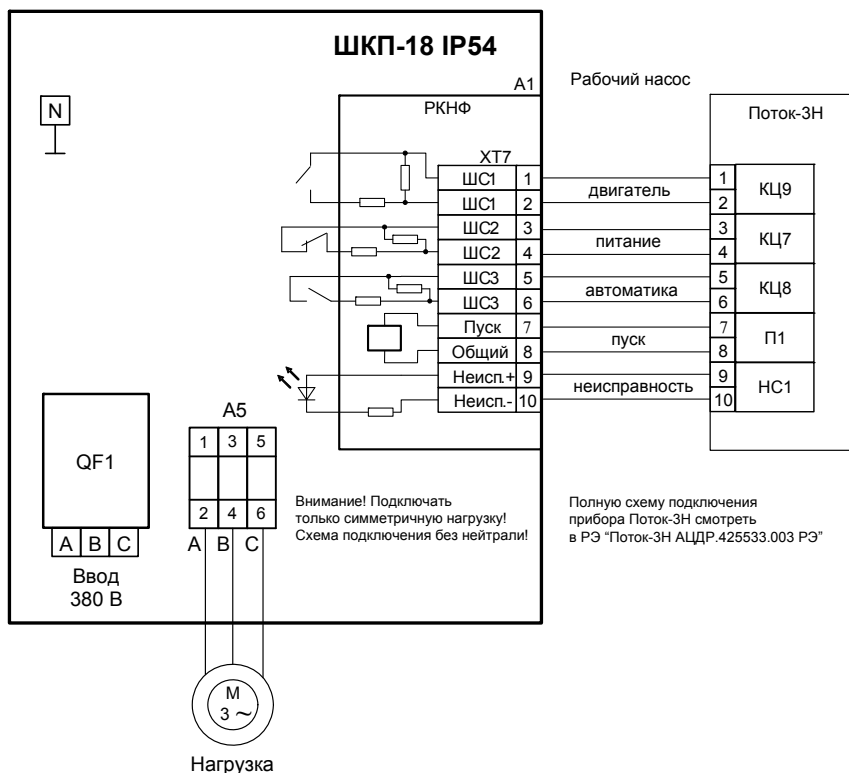 ШКП-18 IP54
А1
Рабочий насос
N
РКНФ
Поток-3Н
ХТ7
ШС1 1
ШС1 2
ШС2 3
ШС2 4
ШС3 5
ШС3 6
Пуск 7
Общий 8
Неисп.+ 9
Неисп.- 10
двигатель
питание
автоматика
пуск
неисправность
1
2
КЦ9
3
4
КЦ7
5
6
КЦ8
7
8
П1
9
10
НС1
QF1
А В С
Ввод
380 В
А5
1 3 5
2 4 6
А В С
Внимание! Подключать
только симметричную нагрузку!
Схема подключения без нейтрали!
Полную схему подключения
прибора Поток-3Н смотреть
в РЭ “Поток-3Н АЦДР.425533.003 РЭ”
М
3 ~
Нагрузка